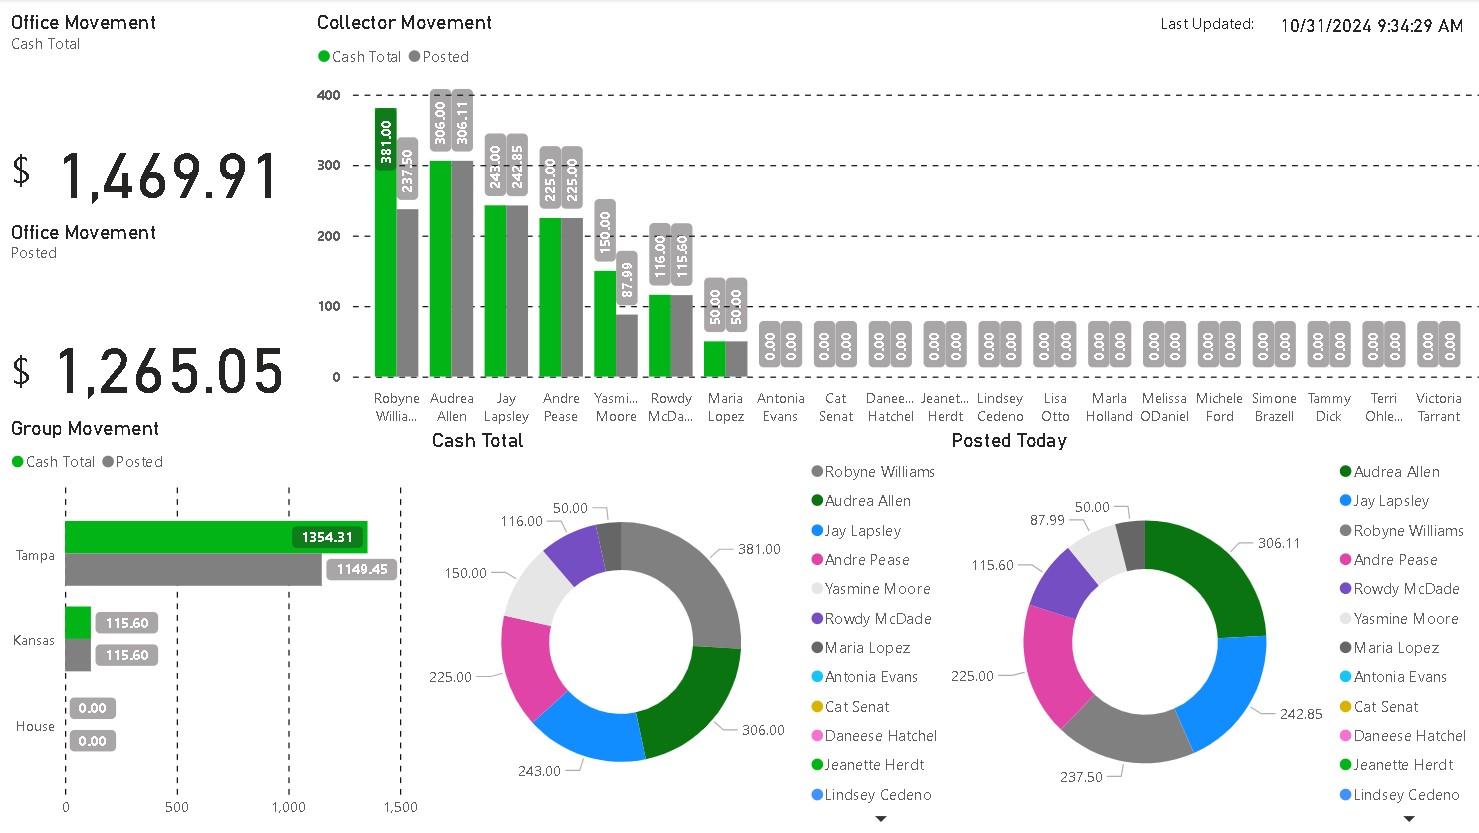 Office Movement
Cash Total
$ 1,469.91
Office Movement
Posted
$ 1,265.05
Collector Movement
Last Updated: 10/31/2024 9:34:29 AM
Cash Total Posted
400
300
200
100
0
381.00 237.50 306.00 306.11 243.00 242.85 225.00 225.00 150.00 87.99 116.00 115.60 50.00 50.00 0.00 0.00 0.00 0.00 0.00 0.00 0.00 0.00 0.00 0.00 0.00 0.00 0.00 0.00 0.00 0.00 0.00 0.00 0.00 0.00 0.00 0.00 0.00 0.00 0.00 0.00
Robyne Audrea Jay Andre Yasmi... Rowdy Maria Antonia Cat Danee... Jeanet... Lindsey Lisa Marla Melissa Michele Simone Tammy Terri Victoria
Willia... Allen Lapsley Pease Moore McDa... Lopez Evans Senat Hatchel Herdt Cedeno Otto Holland ODaniel Ford Brazell Dick Ohle... Tarrant
Group Movement
Cash Total Posted
Tampa 1354.31
1149.45
Kansas 115.60
115.60
House 0.00
0.00
0 500 1,000 1,500
Cash Total
50.00
116.00
381.00
150.00
225.00
306.00
243.00
Robyne Williams
Audrea Allen
Jay Lapsley
Andre Pease
Yasmine Moore
Rowdy McDade
Maria Lopez
Antonia Evans
Cat Senat
Daneese Hatchel
Jeanette Herdt
Lindsey Cedeno
Posted Today
50.00
87.99
306.11
115.60
225.00
242.85
237.50
Audrea Allen
Jay Lapsley
Robyne Williams
Andre Pease
Rowdy McDade
Yasmine Moore
Maria Lopez
Antonia Evans
Cat Senat
Daneese Hatchel
Jeanette Herdt
Lindsey Cedeno